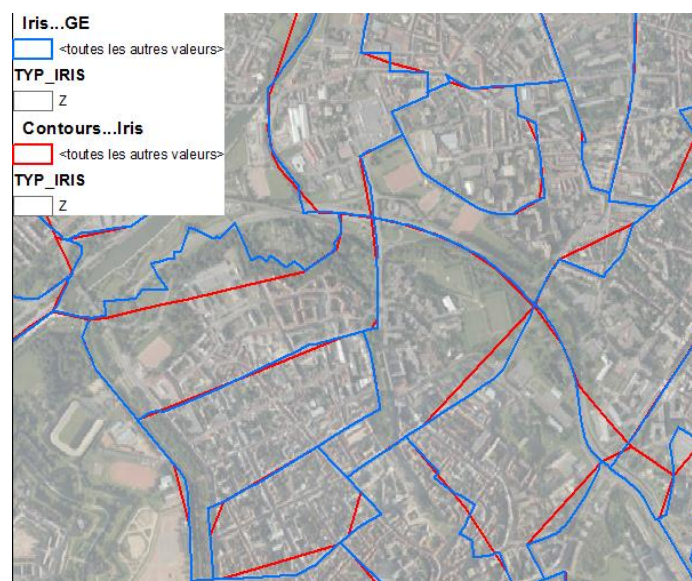 Iris...GE
<toutes les autres valeurs>
TYP_IRIS
Z
Contours...Iris
<toutes les autres valeurs>
TYP_IRIS
Z